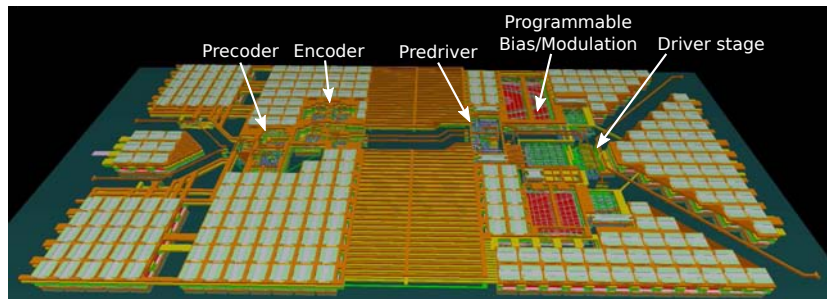 Precoder
Encoder
Predriver
Programmable
Bias/Modulation
Driver stage